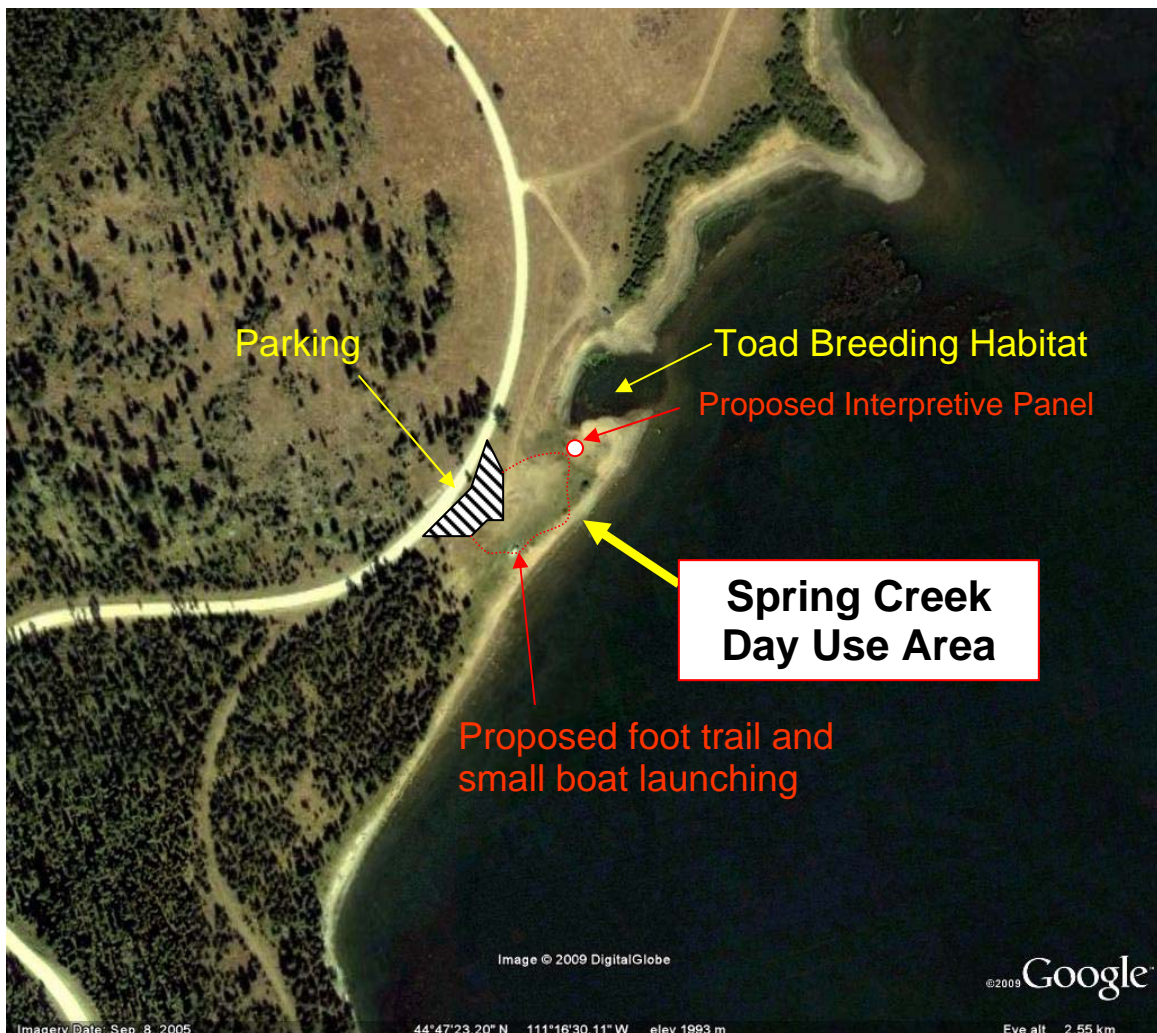 Parking
Toad Breeding Habitat
Proposed Interpretive Panel
Spring Creek
Day Use Area
Proposed foot trail and
small boat launching
Image © 2009 DigitalGlobe
©2009 Google™
Imagery Date: Sep 8, 2005
44°47'23.20" N 111°16'30.11" W elev 1993 m
Eye alt 2.55 km